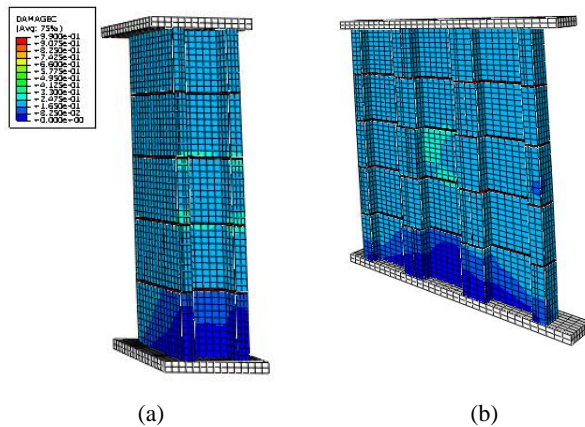 DAMAGEC
(Avg: 75%)
+9.900e-01
+9.075e-01
+8.250e-01
+7.425e-01
+6.600e-01
+5.775e-01
+4.950e-01
+4.125e-01
+3.300e-01
+2.475e-01
+1.650e-01
+8.250e-02
+0.000e+00
(a)
(b)